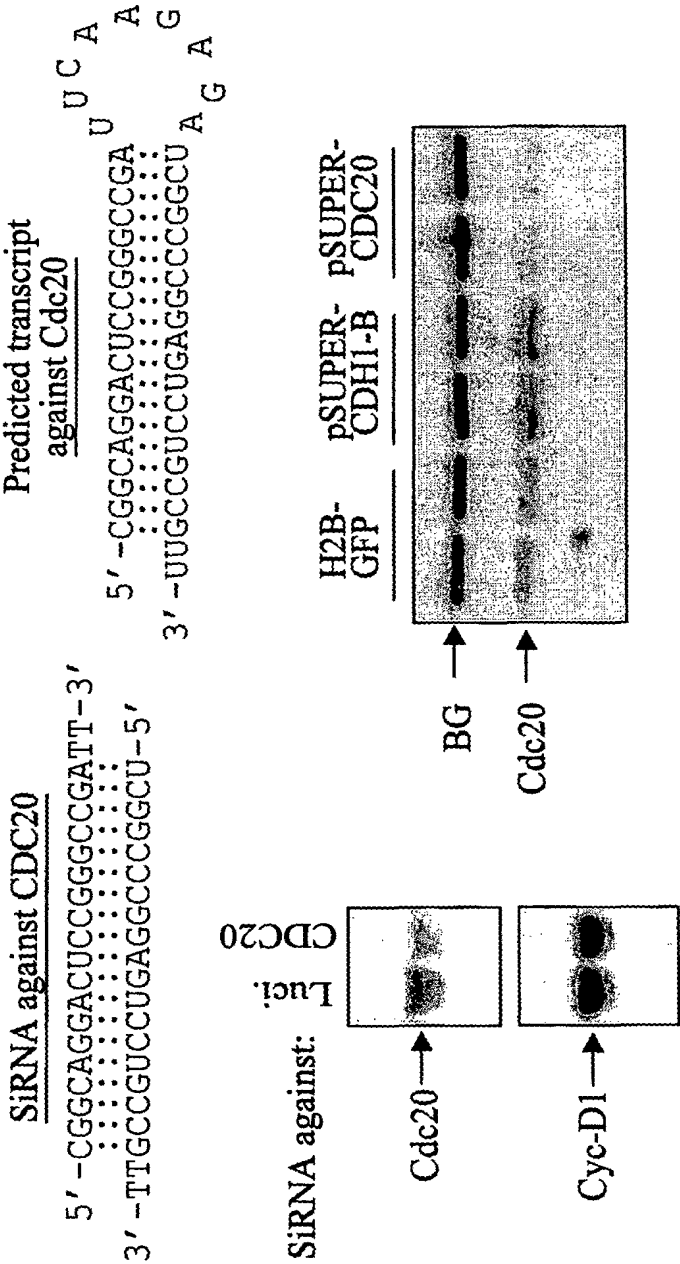 SiRNA against CDC20
5'-CGGCAGGACUCCGGGCCGATT-3'
3'-TTGCCGUCCUGAGGCCCGGCU-5'
Predicted transcript
against Cdc20
5'-CGGCAGGACUCCGGGCCGA
U U C A A G A G A
3'-UUGCCGUCCUGAGGCCCGGCU
SiRNA against:
Luci.
CDC20
Cdc20
Cyc-D1
H2B-
GFP
pSUPER-
CDH1-B
pSUPER-
CDC20
BG
Cdc20